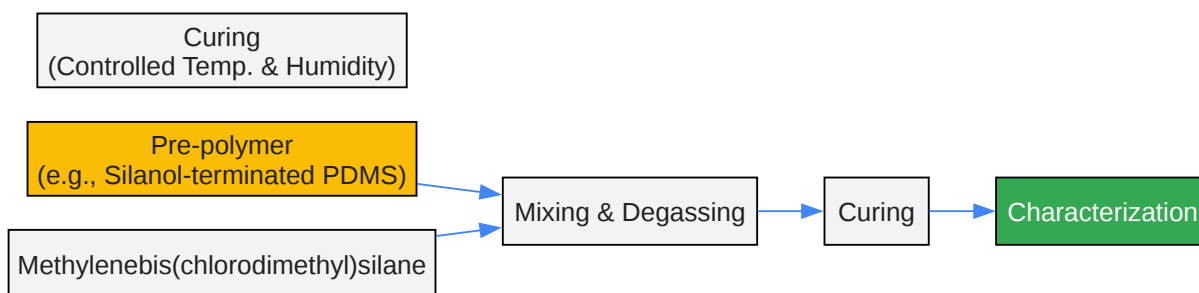 Curing
(Controlled Temp. & Humidity)
Pre-polymer
(e.g., Silanol-terminated PDMS)
Methylenebis(chlorodimethyl)silane
Mixing & Degassing
Curing
Characterization